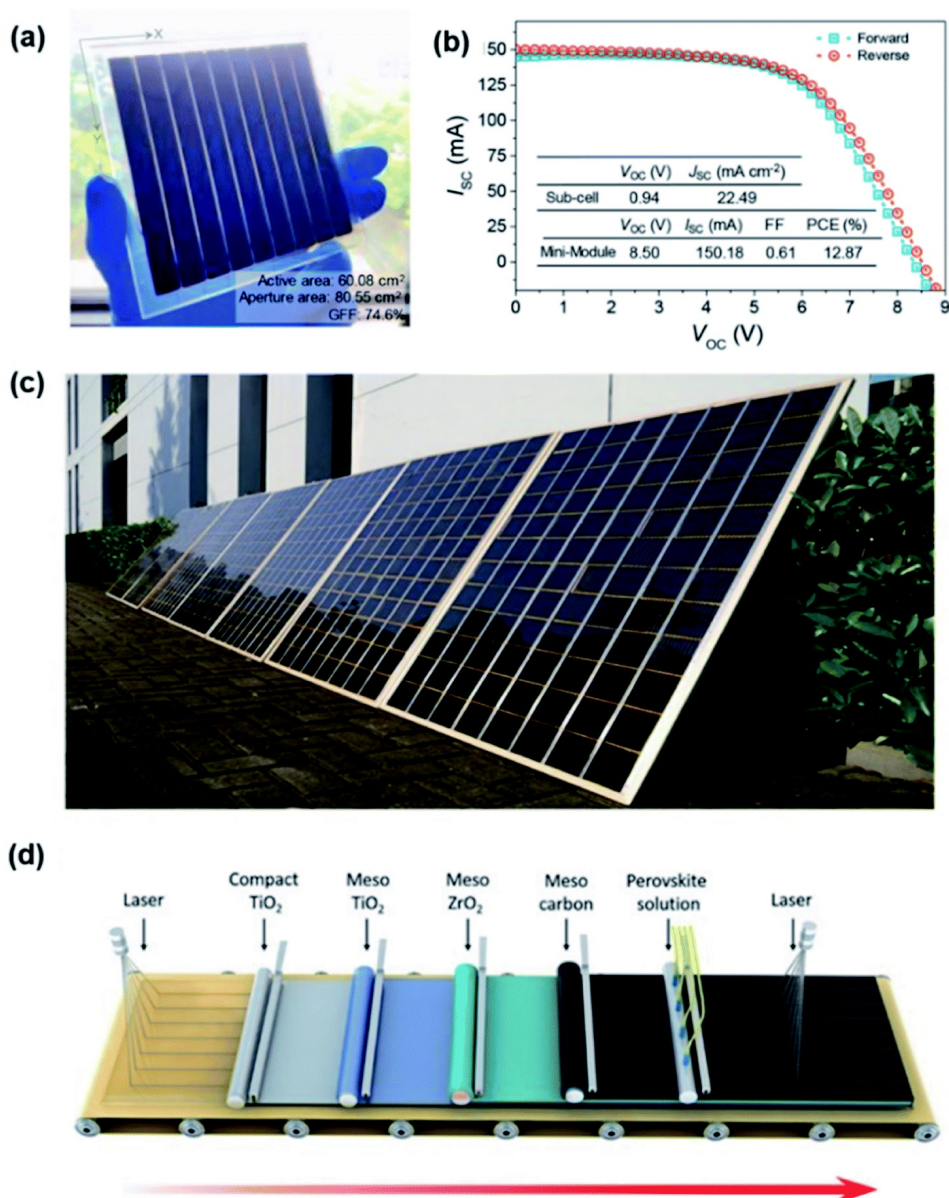 (a)
X
Y
Active area: 60.08 cm²
Aperture area: 80.55 cm²
GFF: 74.6%
(b)
Forward
Reverse
I_SC (mA)
150
125
100
75
50
25
0
V_OC (V) J_SC (mA cm⁻²)
Sub-cell 0.94 22.49
V_OC (V) I_SC (mA) FF PCE (%)
Mini-Module 8.50 150.18 0.61 12.87
0 1 2 3 4 5 6 7 8 9
V_OC (V)
(c)
(d)
Laser
Compact
TiO₂
Meso
TiO₂
Meso
ZrO₂
Meso
carbon
Perovskite
solution
Laser